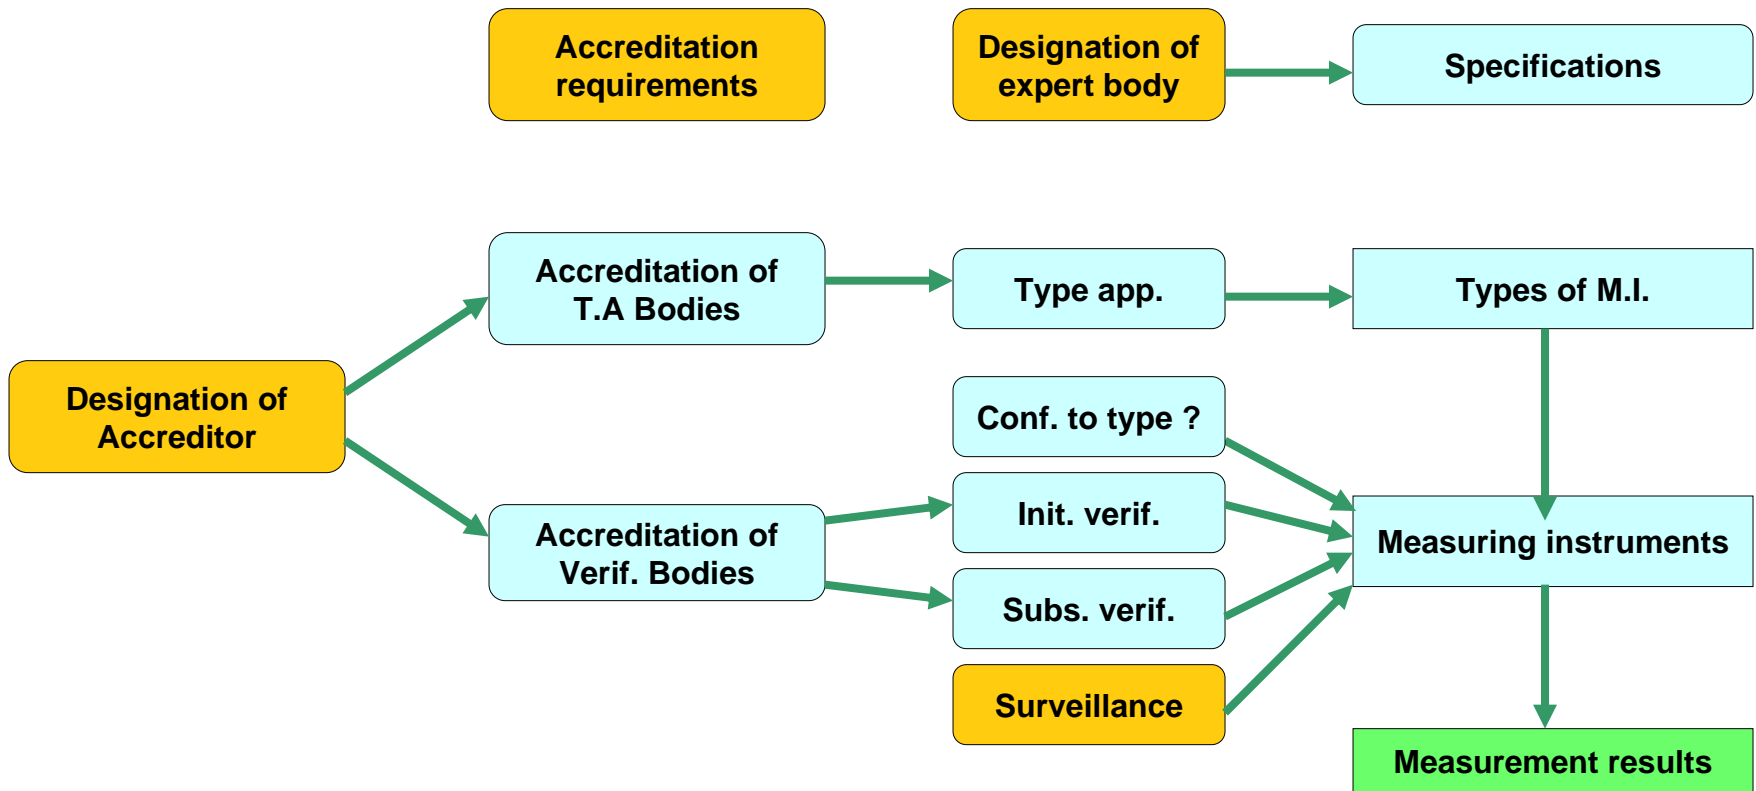 Accreditation
requirements
Designation of
expert body
Specifications
Accreditation of
T.A Bodies
Type app.
Types of M.I.
Designation of
Accreditor
Conf. to type ?
Accreditation of
Verif. Bodies
Init. verif.
Measuring instruments
Subs. verif.
Surveillance
Measurement results